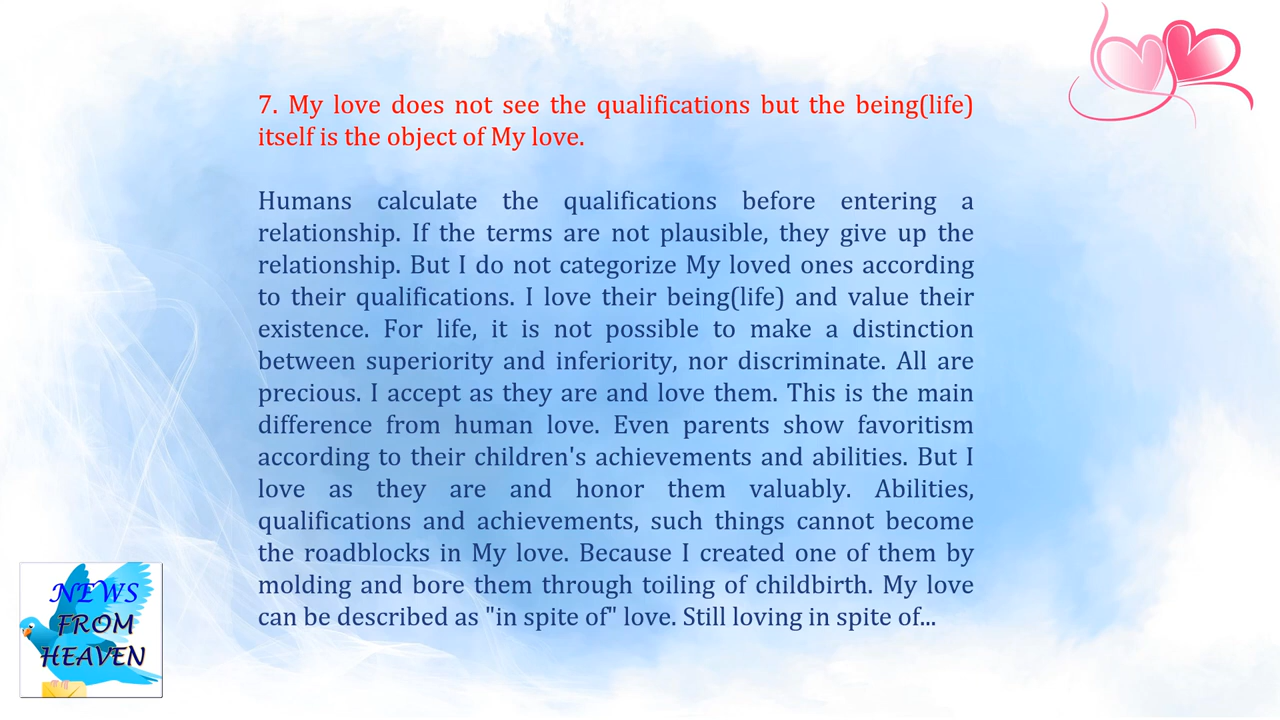 7. My love does not see the qualifications but the being(life)
itself is the object of My love.
Humans calculate the qualifications before entering a
relationship. If the terms are not plausible, they give up the
relationship. But I do not categorize My loved ones according
to their qualifications. I love their being(life) and value their
existence. For life, it is not possible to make a distinction
between superiority and inferiority, nor discriminate. All are
precious. I accept as they are and love them. This is the main
difference from human love. Even parents show favoritism
according to their children's achievements and abilities. But I
love as they are and honor them valuably. Abilities,
qualifications and achievements, such things cannot become
the roadblocks in My love. Because I created one of them by
molding and bore them through toiling of childbirth. My love
can be described as "in spite of" love. Still loving in spite of...
NEWS
FROM
HEAVEN